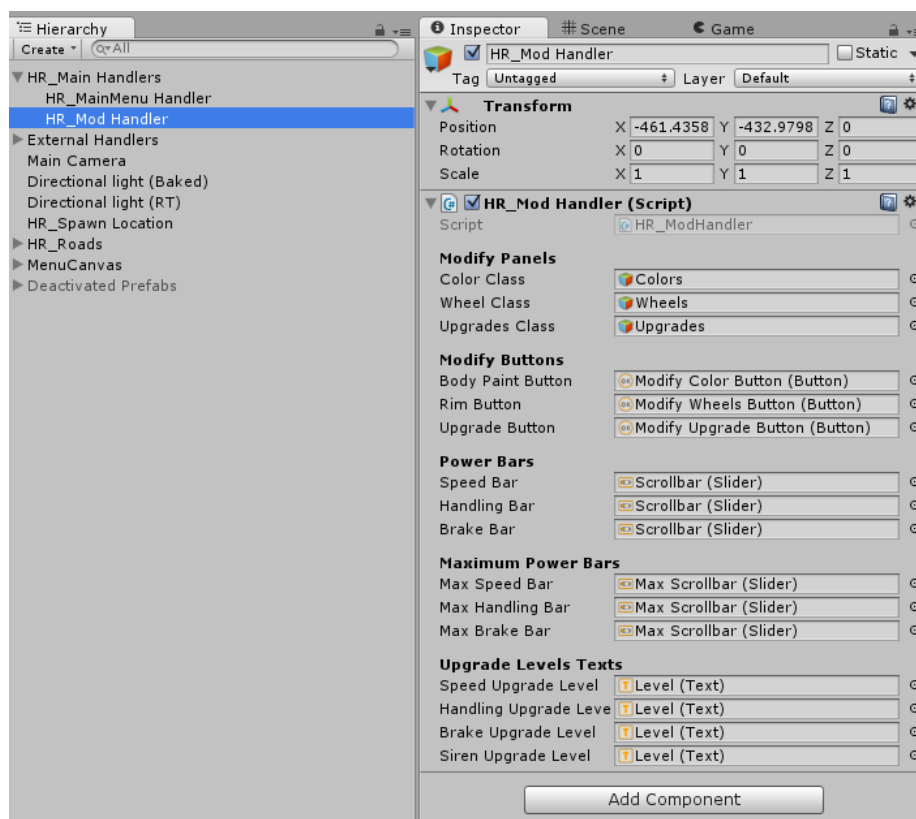 Hierarchy
Create All
HR_Main Handlers
HR_MainMenu Handler
HR_Mod Handler
External Handlers
Main Camera
Directional light (Baked)
Directional light (RT)
HR_Spawn Location
HR_Roads
MenuCanvas
Deactivated Prefabs
Inspector # Scene Game
HR_Mod Handler Static
Tag Untagged Layer Default
Transform
Position X -461.4358 Y -432.9798 Z 0
Rotation X 0 Y 0 Z 0
Scale X 1 Y 1 Z 1
HR_Mod Handler (Script)
Script HR_ModHandler
Modify Panels
Color Class Colors
Wheel Class Wheels
Upgrades Class Upgrades
Modify Buttons
Body Paint Button Modify Color Button (Button)
Rim Button Modify Wheels Button (Button)
Upgrade Button Modify Upgrade Button (Button)
Power Bars
Speed Bar Scrollbar (Slider)
Handling Bar Scrollbar (Slider)
Brake Bar Scrollbar (Slider)
Maximum Power Bars
Max Speed Bar Max Scrollbar (Slider)
Max Handling Bar Max Scrollbar (Slider)
Max Brake Bar Max Scrollbar (Slider)
Upgrade Levels Texts
Speed Upgrade Level Level (Text)
Handling Upgrade Leve Level (Text)
Brake Upgrade Level Level (Text)
Siren Upgrade Level Level (Text)
Add Component